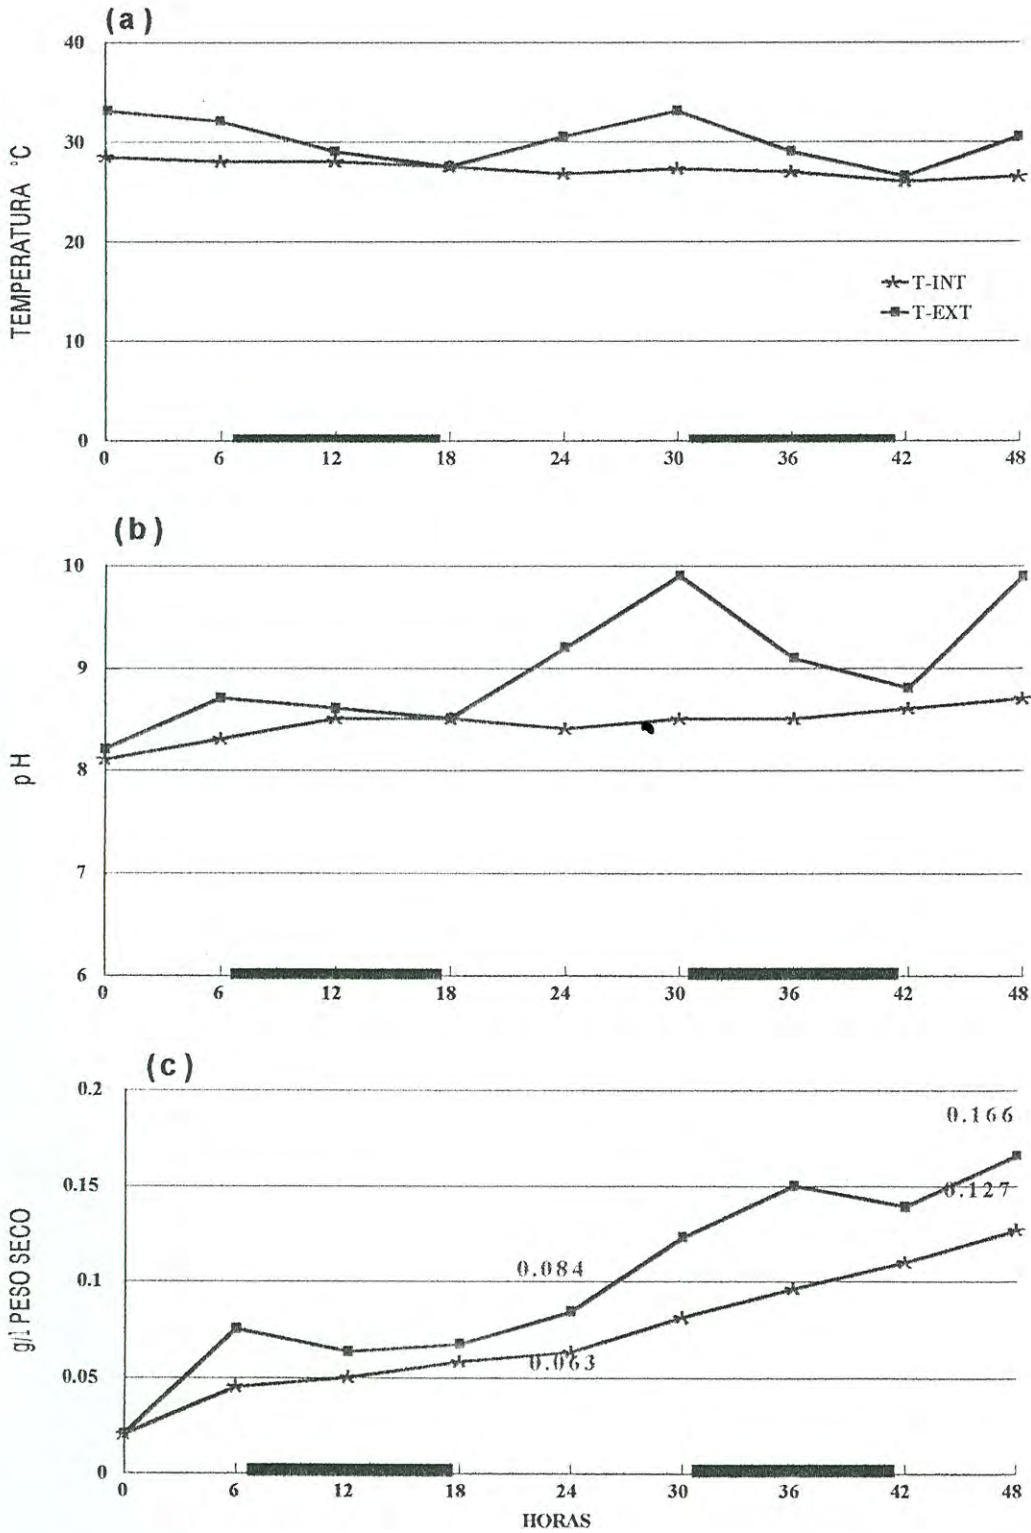 (a)
TEMPERATURA °C
40
30
20
10
0
T-INT
T-EXT
0 6 12 18 24 30 36 42 48
(b)
pH
10
9
8
7
6
0 6 12 18 24 30 36 42 48
(c)
g/l PESO SECO
0.2
0.15
0.1
0.05
0
0.166
0.127
0.084
0.063
0 6 12 18 24 30 36 42 48
HORAS